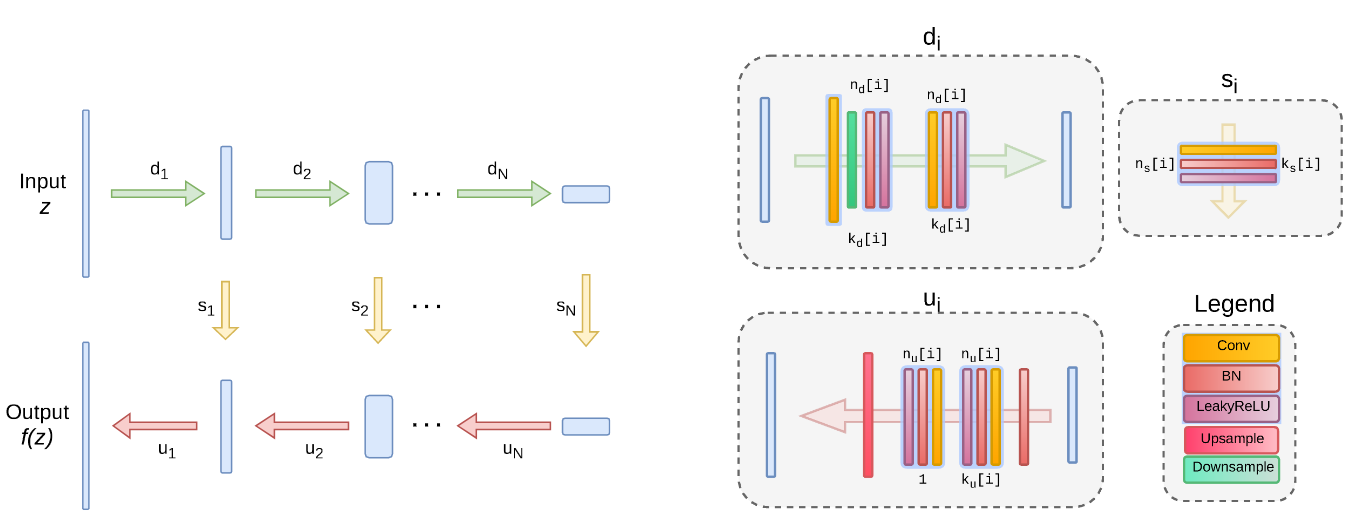 Input
z
d1
d2
...
dN
s1
s2
...
sN
Output
f(z)
u1
u2
...
uN
di
nd[i]
nd[i]
kd[i]
kd[i]
si
ns[i]
ks[i]
ui
nu[i]
nu[i]
1
ku[i]
Legend
Conv
BN
LeakyReLU
Upsample
Downsample